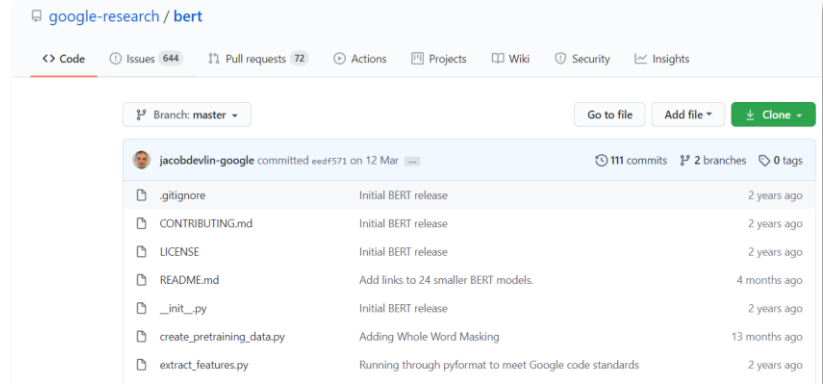 google-research / bert
Code Issues 644 Pull requests 72 Actions Projects Wiki Security Insights
Branch: master Go to file Add file Clone
jacobdevlin-google committed eedf571 on 12 Mar ... 111 commits 2 branches 0 tags
.gitignore Initial BERT release 2 years ago
CONTRIBUTING.md Initial BERT release 2 years ago
LICENSE Initial BERT release 2 years ago
README.md Add links to 24 smaller BERT models. 4 months ago
__init__.py Initial BERT release 2 years ago
create_pretraining_data.py Adding Whole Word Masking 13 months ago
extract_features.py Running through pyformat to meet Google code standards 2 years ago